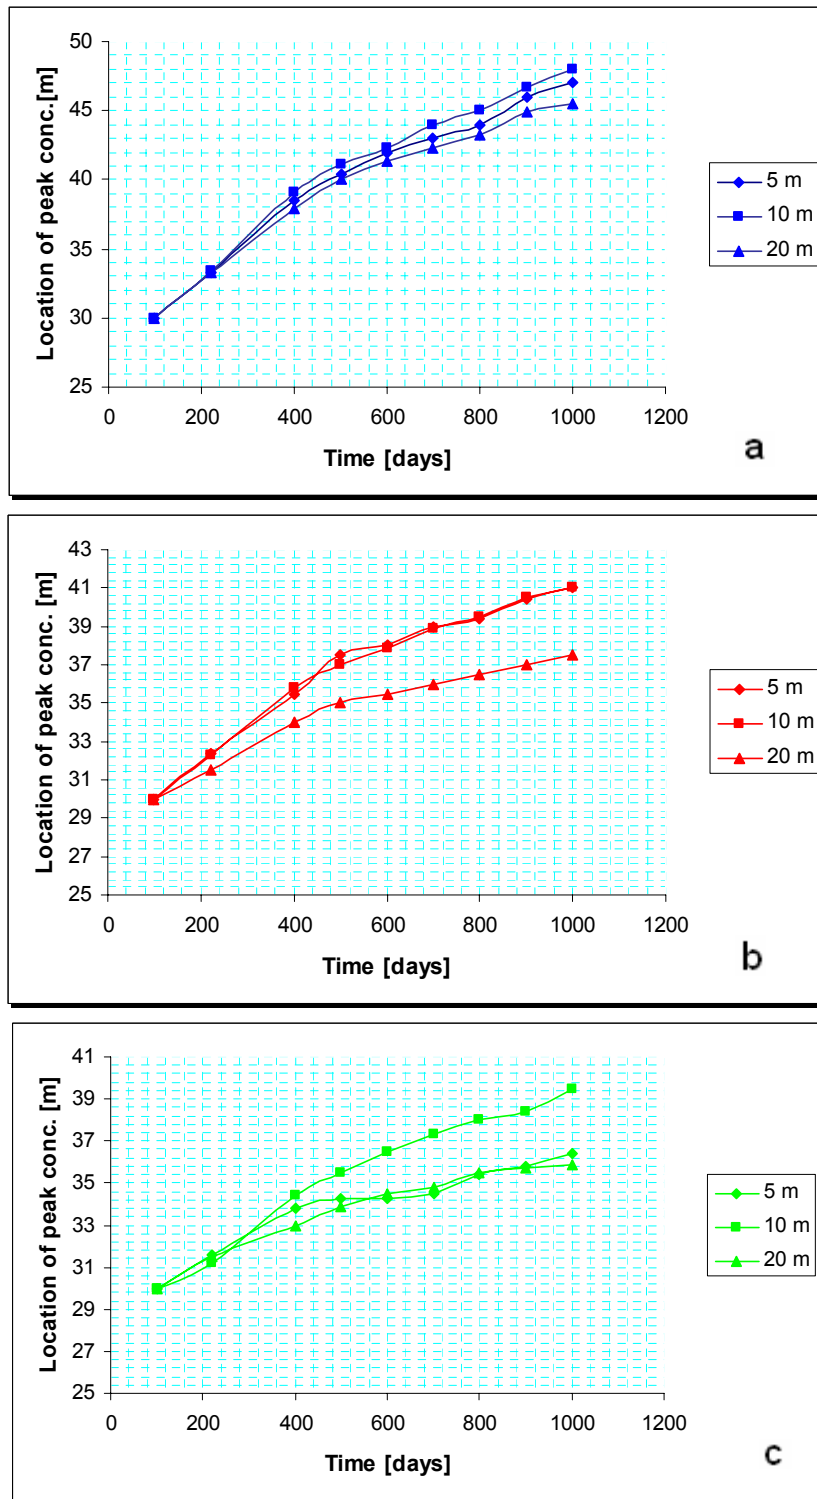 50
45
40
35
30
25
Location of peak conc.[m]
0 200 400 600 800 1000 1200
Time [days]
5 m
10 m
20 m
a
43
41
39
37
35
33
31
29
27
25
Location of peak conc. [m]
0 200 400 600 800 1000 1200
Time [days]
5 m
10 m
20 m
b
41
39
37
35
33
31
29
27
25
Location of peak conc. [m]
0 200 400 600 800 1000 1200
Time [days]
5 m
10 m
20 m
c